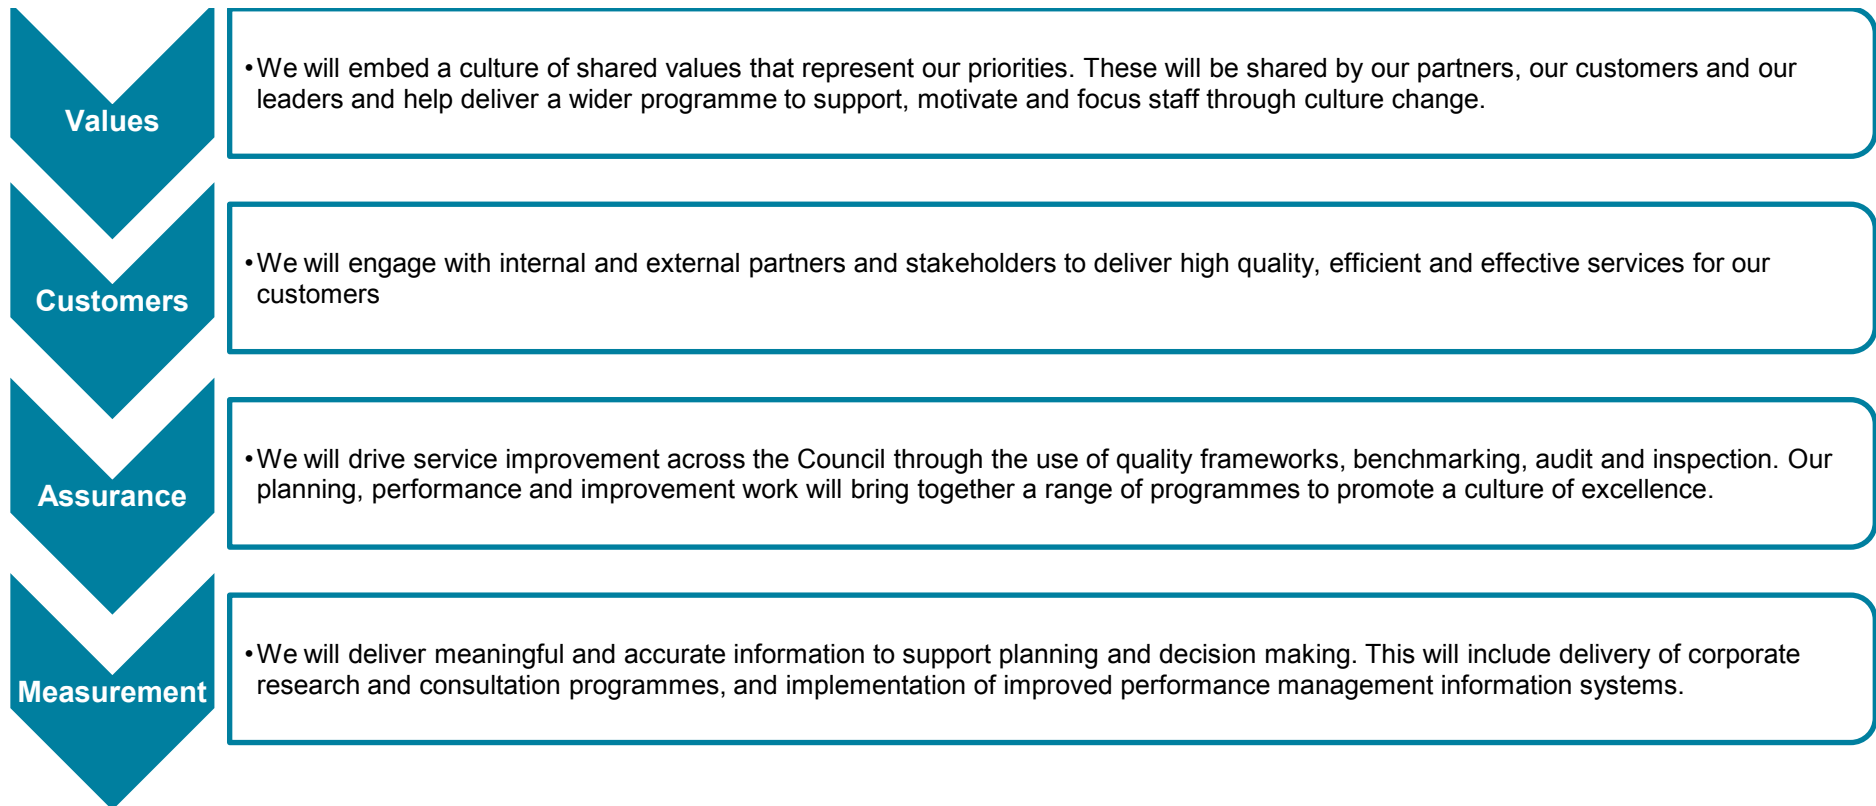 Values
•We will embed a culture of shared values that represent our priorities. These will be shared by our partners, our customers and our
leaders and help deliver a wider programme to support, motivate and focus staff through culture change.
Customers
•We will engage with internal and external partners and stakeholders to deliver high quality, efficient and effective services for our
customers
Assurance
•We will drive service improvement across the Council through the use of quality frameworks, benchmarking, audit and inspection. Our
planning, performance and improvement work will bring together a range of programmes to promote a culture of excellence.
Measurement
•We will deliver meaningful and accurate information to support planning and decision making. This will include delivery of corporate
research and consultation programmes, and implementation of improved performance management information systems.